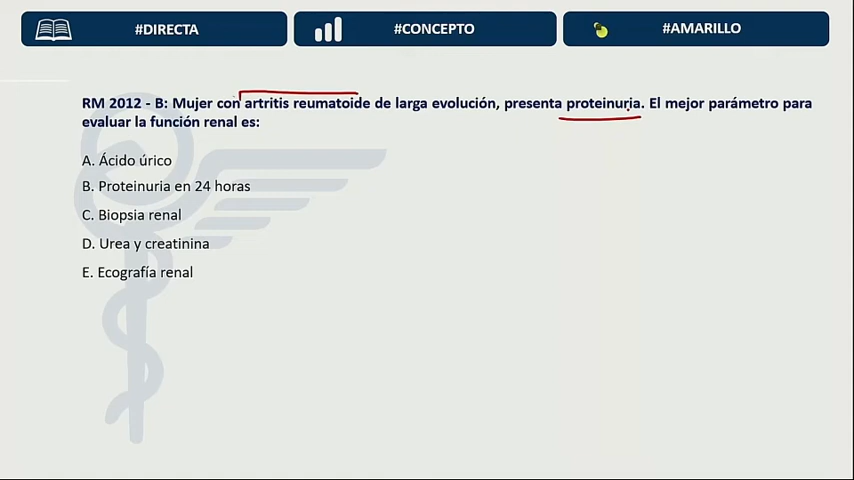 #DIRECTA
#CONCEPTO
#AMARILLO
RM 2012 - B: Mujer con artritis reumatoide de larga evolución, presenta proteinuria. El mejor parámetro para
evaluar la función renal es:
A. Ácido úrico
B. Proteinuria en 24 horas
C. Biopsia renal
D. Urea y creatinina
E. Ecografía renal